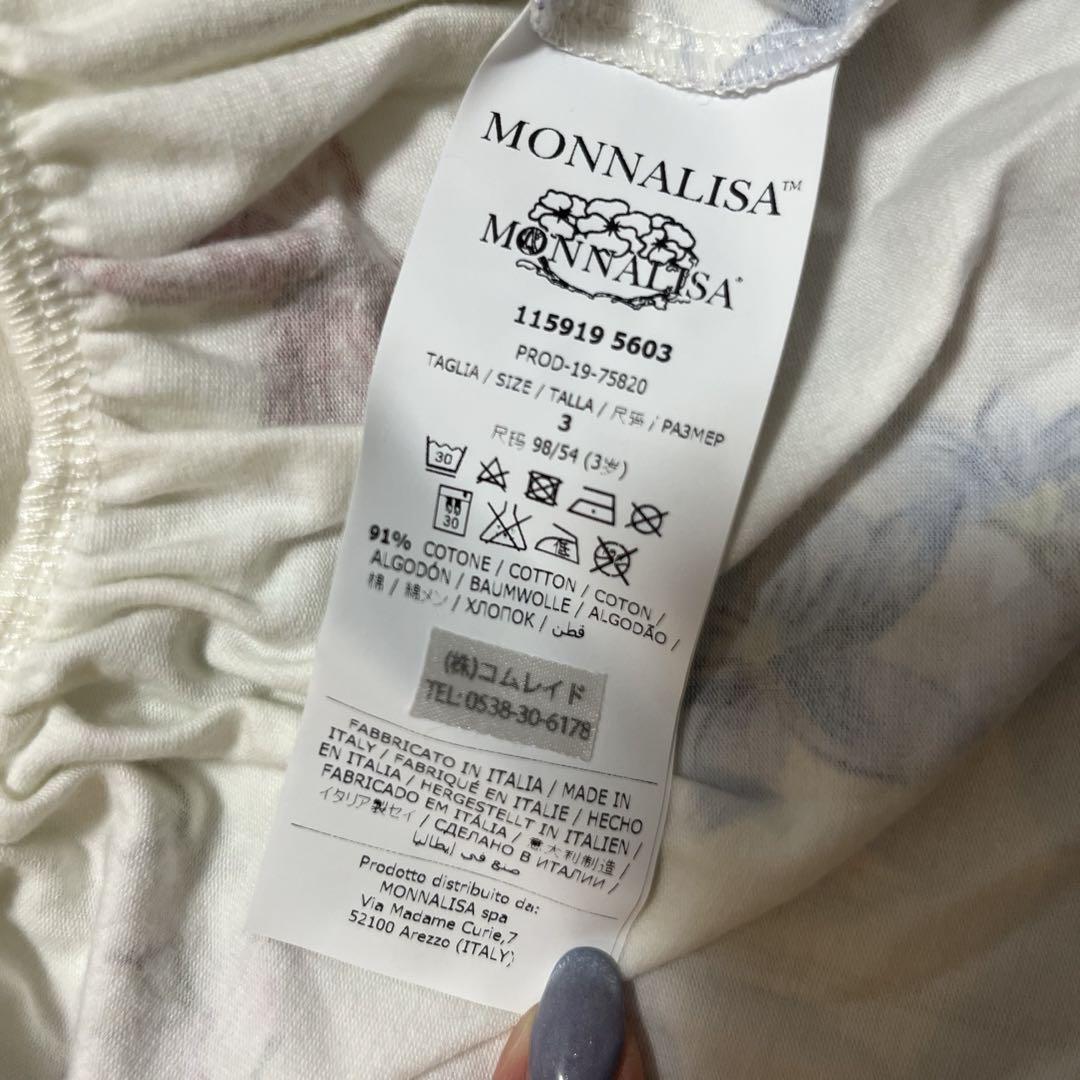 MONNALISA™
MONNALISA®
115919 5603
PROD-19-75820
TAGLIA / SIZE / TALLA / 尺码 / РАЗМЕР
3
尺码 98/54 (3岁)
30
30
低
91% COTONE / COTTON / COTON /
ALGODÓN / BAUMWOLLE / ALGODÃO /
棉 / 綿メン / ХЛОПОК / قطن
(株)コムレイド
TEL: 0538-30-6178
FABBRICATO IN ITALIA / MADE IN
ITALY / FABRIQUÉ EN ITALIE / HECHO
EN ITALIA / HERGESTELLT IN ITALIEN /
FABRICADO EM ITÁLIA / 意大利制造 /
イタリア製セイ / СДЕЛАНО В ИТАЛИИ /
صنع في إيطاليا
Prodotto distribuito da:
MONNALISA spa
Via Madame Curie,7
52100 Arezzo (ITALY)